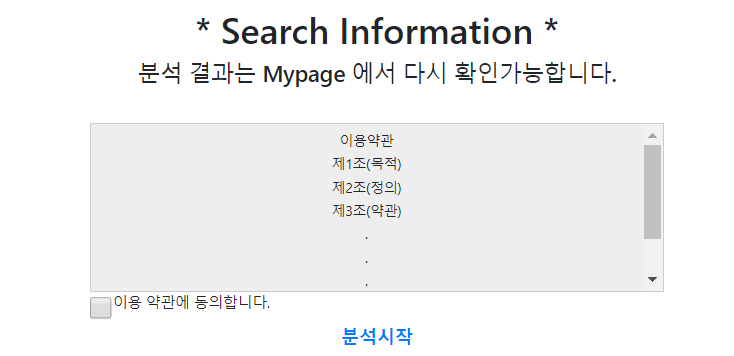 * Search Information *
분석 결과는 Mypage 에서 다시 확인가능합니다.
이용약관
제1조(목적)
제2조(정의)
제3조(약관)
.
.
.
이용 약관에 동의합니다.
분석시작